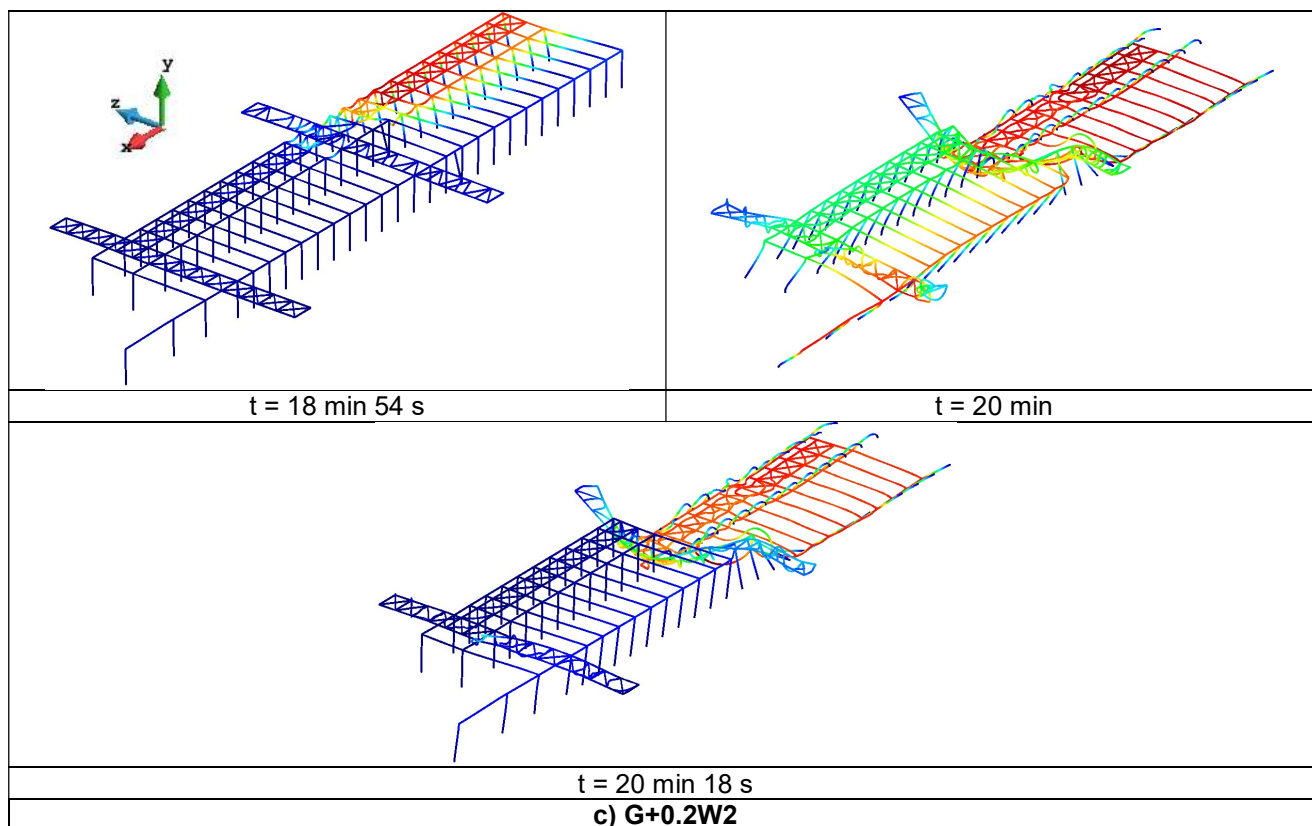 y
z
x
t = 18 min 54 s
t = 20 min
t = 20 min 18 s
c) G+0.2W2